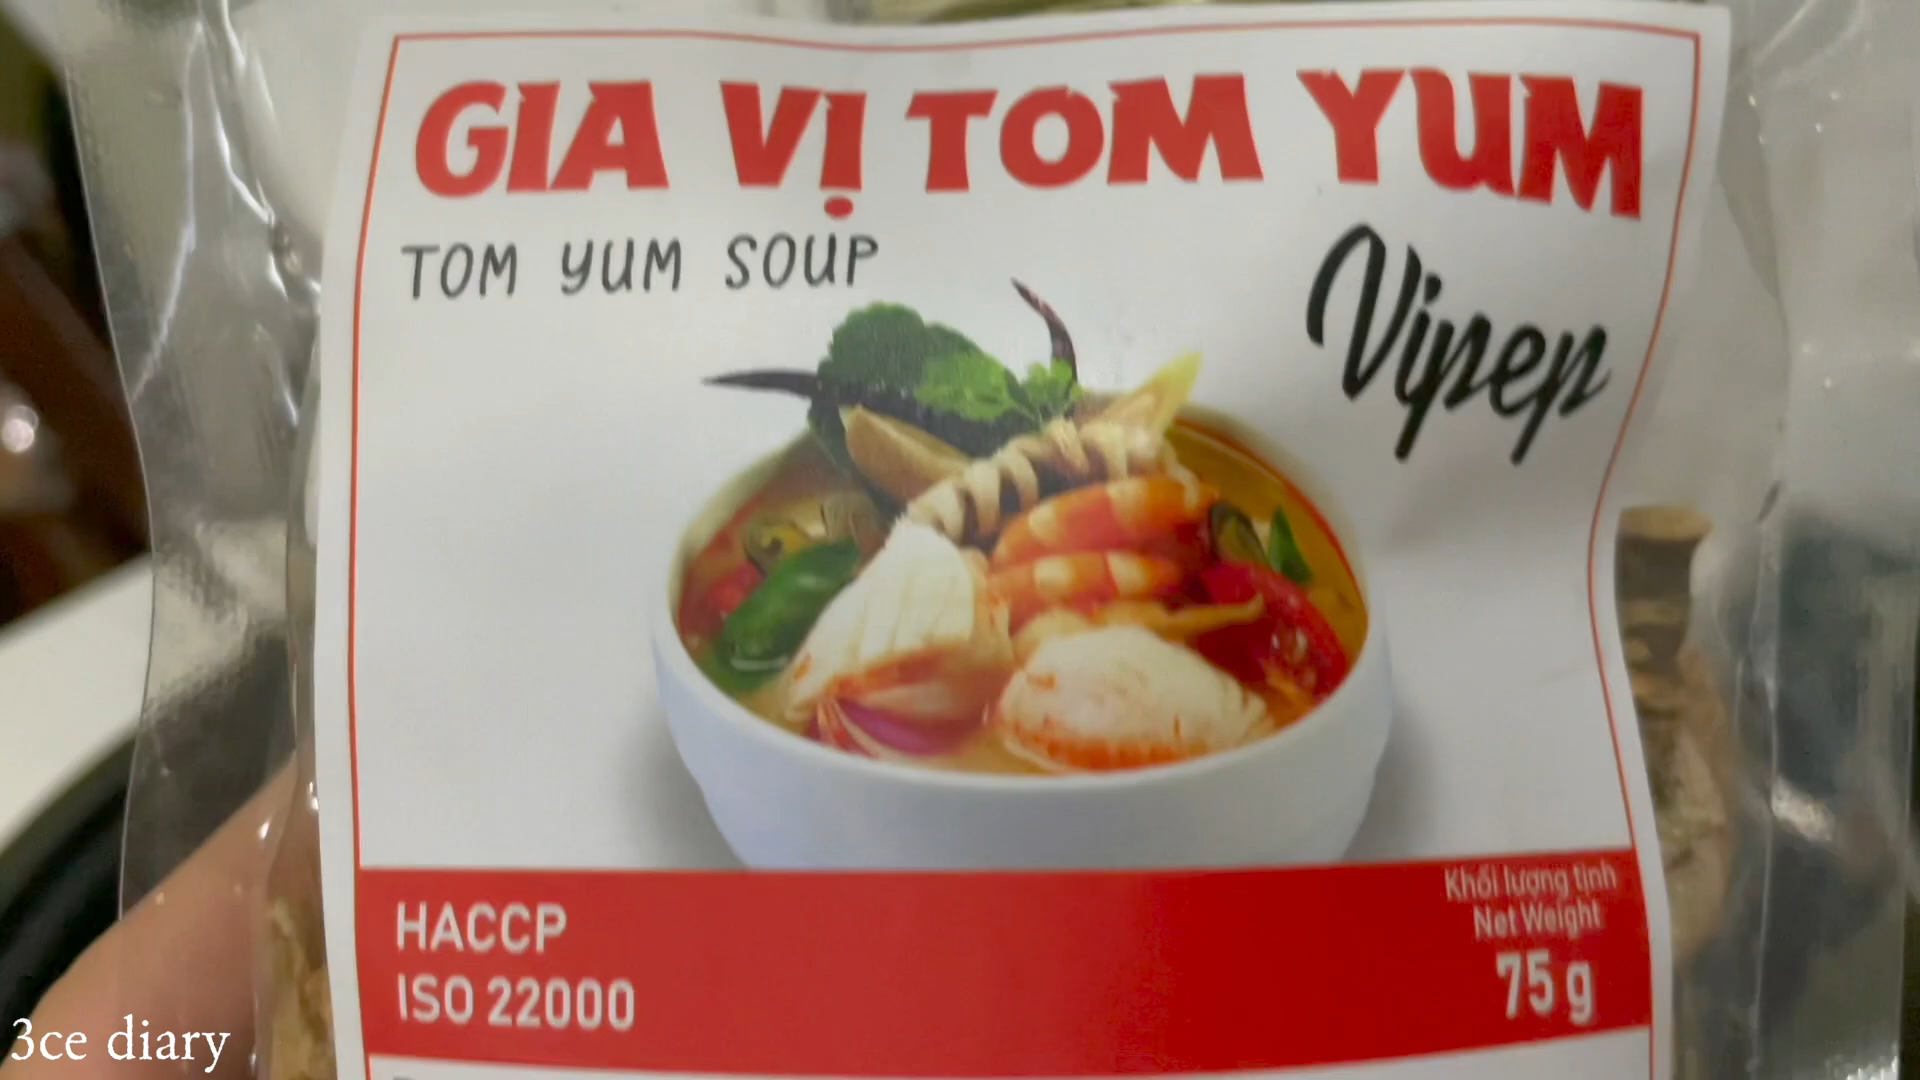 GIA VỊ TOM YUM
TOM YUM SOUP
Vipep
HACCP
ISO 22000
Khối lượng tịnh
Net Weight
75 g
3ce diary